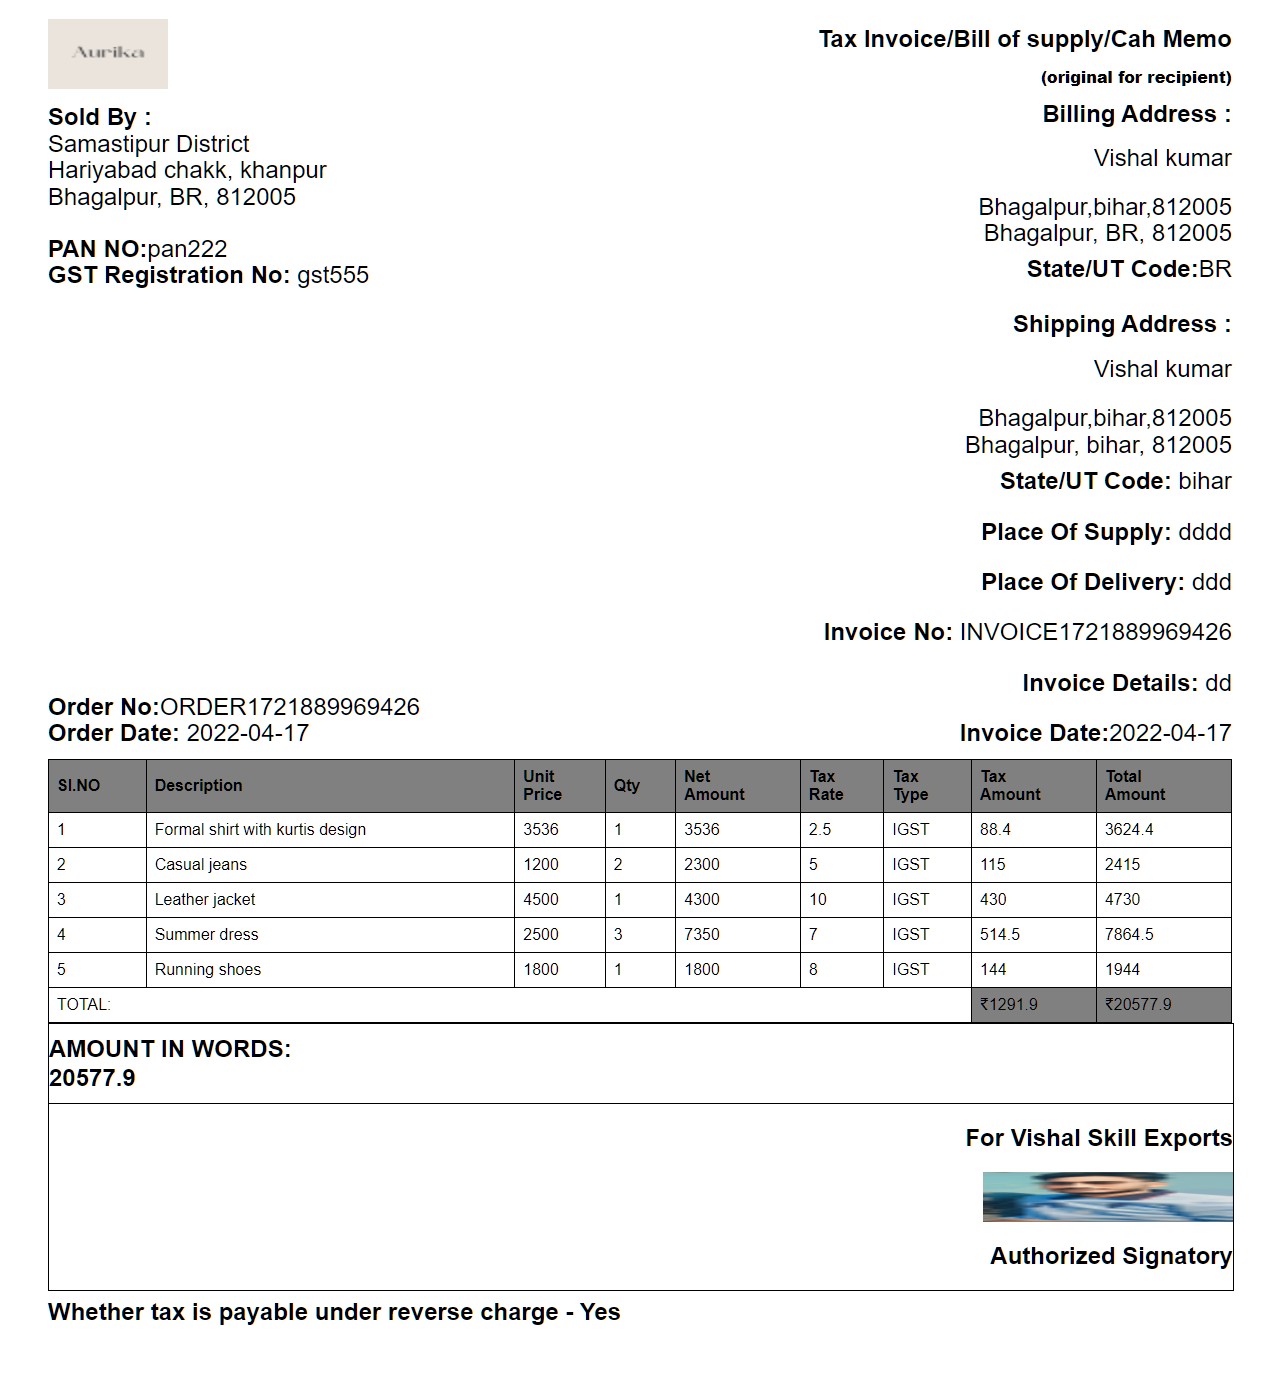 Aurika
Tax Invoice/Bill of supply/Cah Memo
(original for recipient)
Sold By :
Samastipur District
Hariyabad chakk, khanpur
Bhagalpur, BR, 812005
PAN NO:pan222
GST Registration No: gst555
Billing Address :
Vishal kumar
Bhagalpur,bihar,812005
Bhagalpur, BR, 812005
State/UT Code:BR
Shipping Address :
Vishal kumar
Bhagalpur,bihar,812005
Bhagalpur, bihar, 812005
State/UT Code: bihar
Place Of Supply: dddd
Place Of Delivery: ddd
Invoice No: INVOICE1721889969426
Invoice Details: dd
Order No:ORDER1721889969426
Order Date: 2022-04-17
Invoice Date:2022-04-17
SI.NO Description Unit Price Qty Net Amount Tax Rate Tax Type Tax Amount Total Amount
1 Formal shirt with kurtis design 3536 1 3536 2.5 IGST 88.4 3624.4
2 Casual jeans 1200 2 2300 5 IGST 115 2415
3 Leather jacket 4500 1 4300 10 IGST 430 4730
4 Summer dress 2500 3 7350 7 IGST 514.5 7864.5
5 Running shoes 1800 1 1800 8 IGST 144 1944
TOTAL: ₹1291.9 ₹20577.9
AMOUNT IN WORDS:
20577.9
For Vishal Skill Exports
Authorized Signatory
Whether tax is payable under reverse charge - Yes